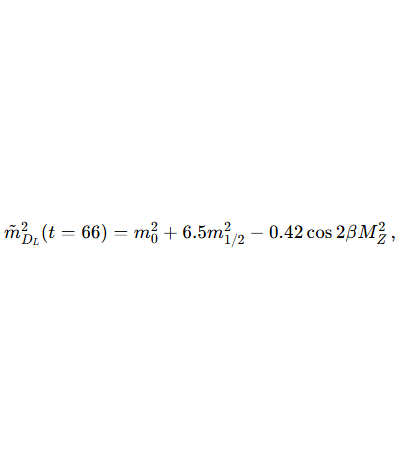 m̃²_{D_L}(t = 66) = m₀² + 6.5m²_{1/2} − 0.42 cos 2βM_Z² ,